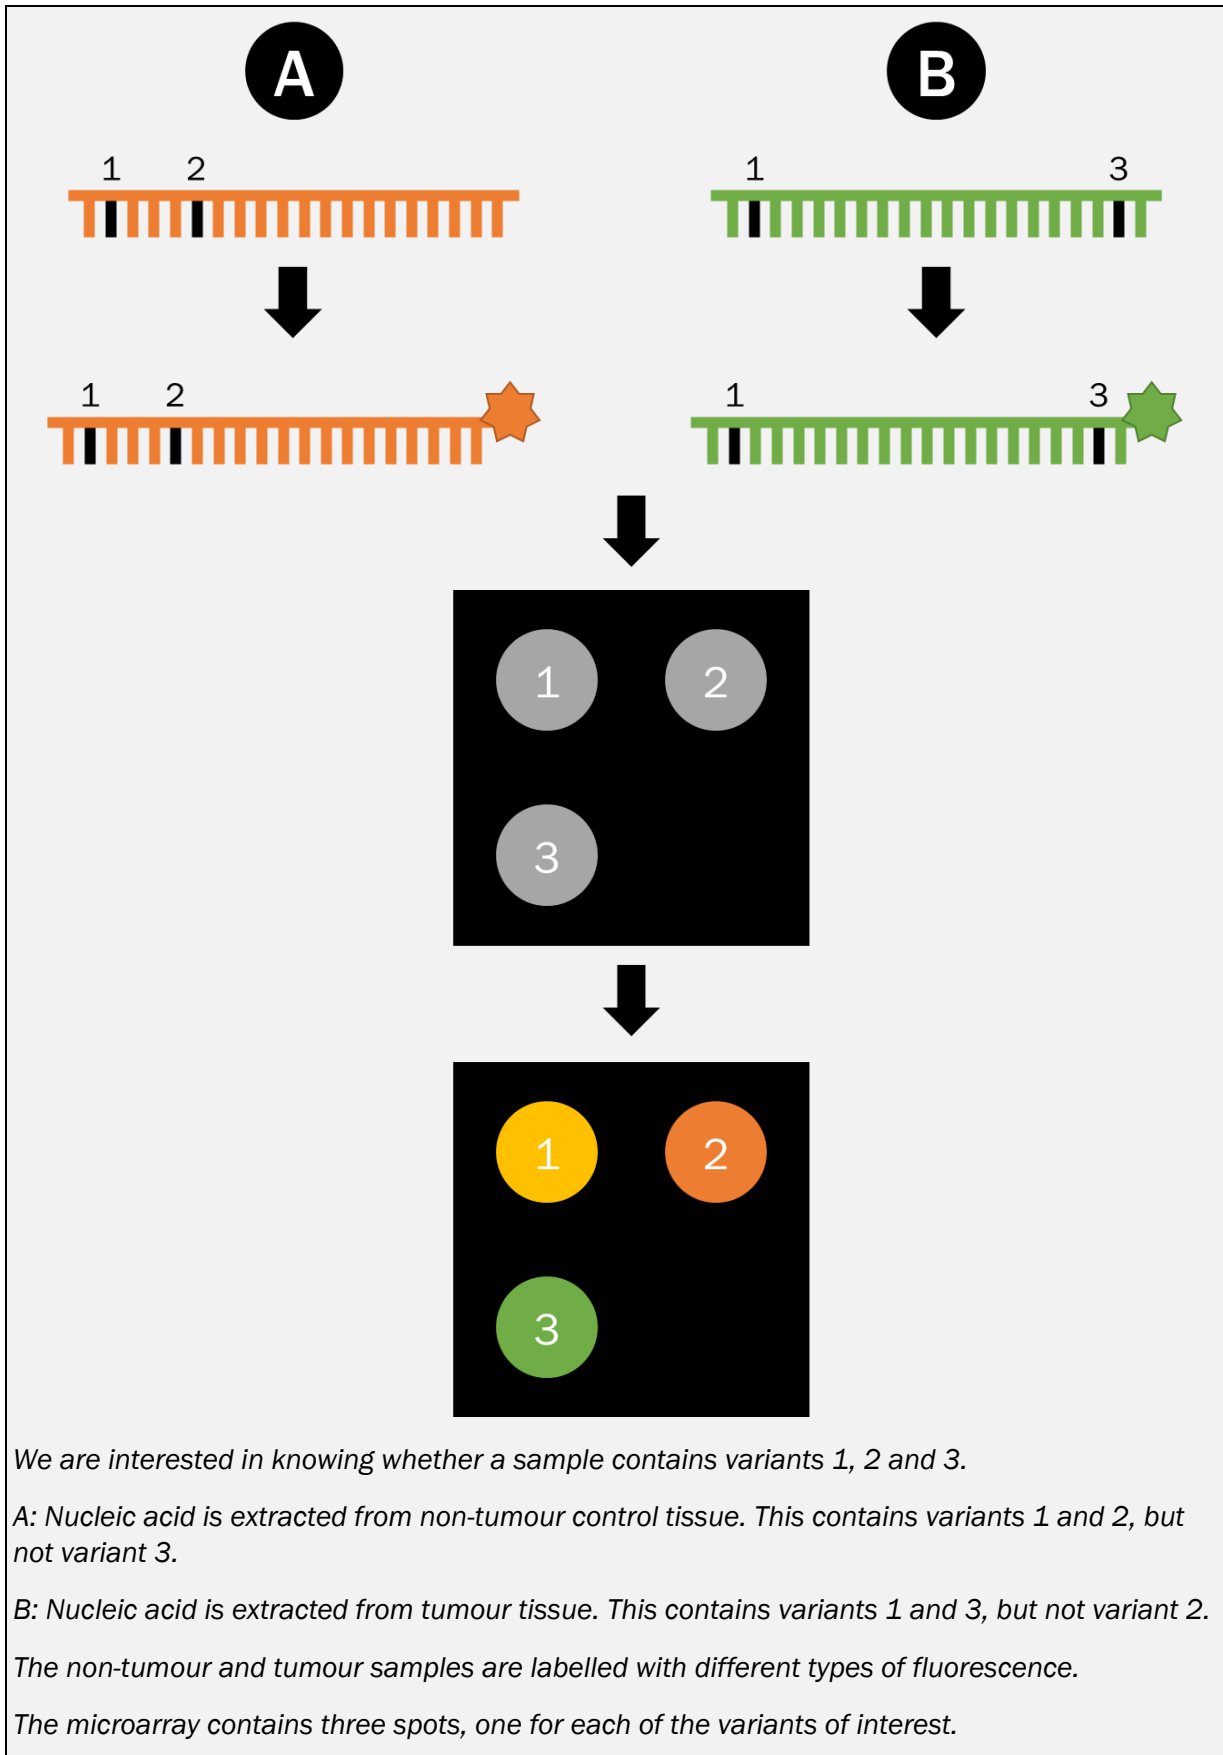 A B
1 2 1 3
1 2 1 3
1 2
3
1 2
3
We are interested in knowing whether a sample contains variants 1, 2 and 3.
A: Nucleic acid is extracted from non-tumour control tissue. This contains variants 1 and 2, but
not variant 3.
B: Nucleic acid is extracted from tumour tissue. This contains variants 1 and 3, but not variant 2.
The non-tumour and tumour samples are labelled with different types of fluorescence.
The microarray contains three spots, one for each of the variants of interest.